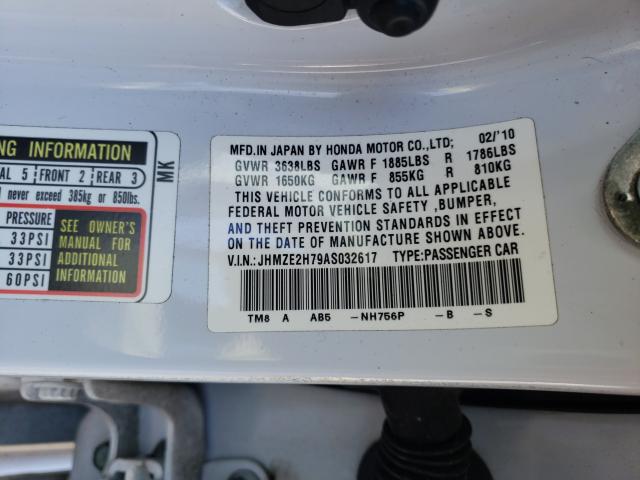 NG INFORMATION
AL 5 FRONT 2 REAR 3
never exceed 385kg or 850lbs.
PRESSURE
33PSI
33PSI
60PSI
SEE OWNER'S
MANUAL FOR
ADDITIONAL
INFORMATION
MK
MFD.IN JAPAN BY HONDA MOTOR CO.,LTD; 02/'10
GVWR 3638LBS GAWR F 1885LBS R 1786LBS
GVWR 1650KG GAWR F 855KG R 810KG
THIS VEHICLE CONFORMS TO ALL APPLICABLE
FEDERAL MOTOR VEHICLE SAFETY ,BUMPER,
AND THEFT PREVENTION STANDARDS IN EFFECT
ON THE DATE OF MANUFACTURE SHOWN ABOVE.
V.I.N.: JHMZE2H79AS032617 TYPE:PASSENGER CAR
TM8 A AB5 -NH756P -B -S